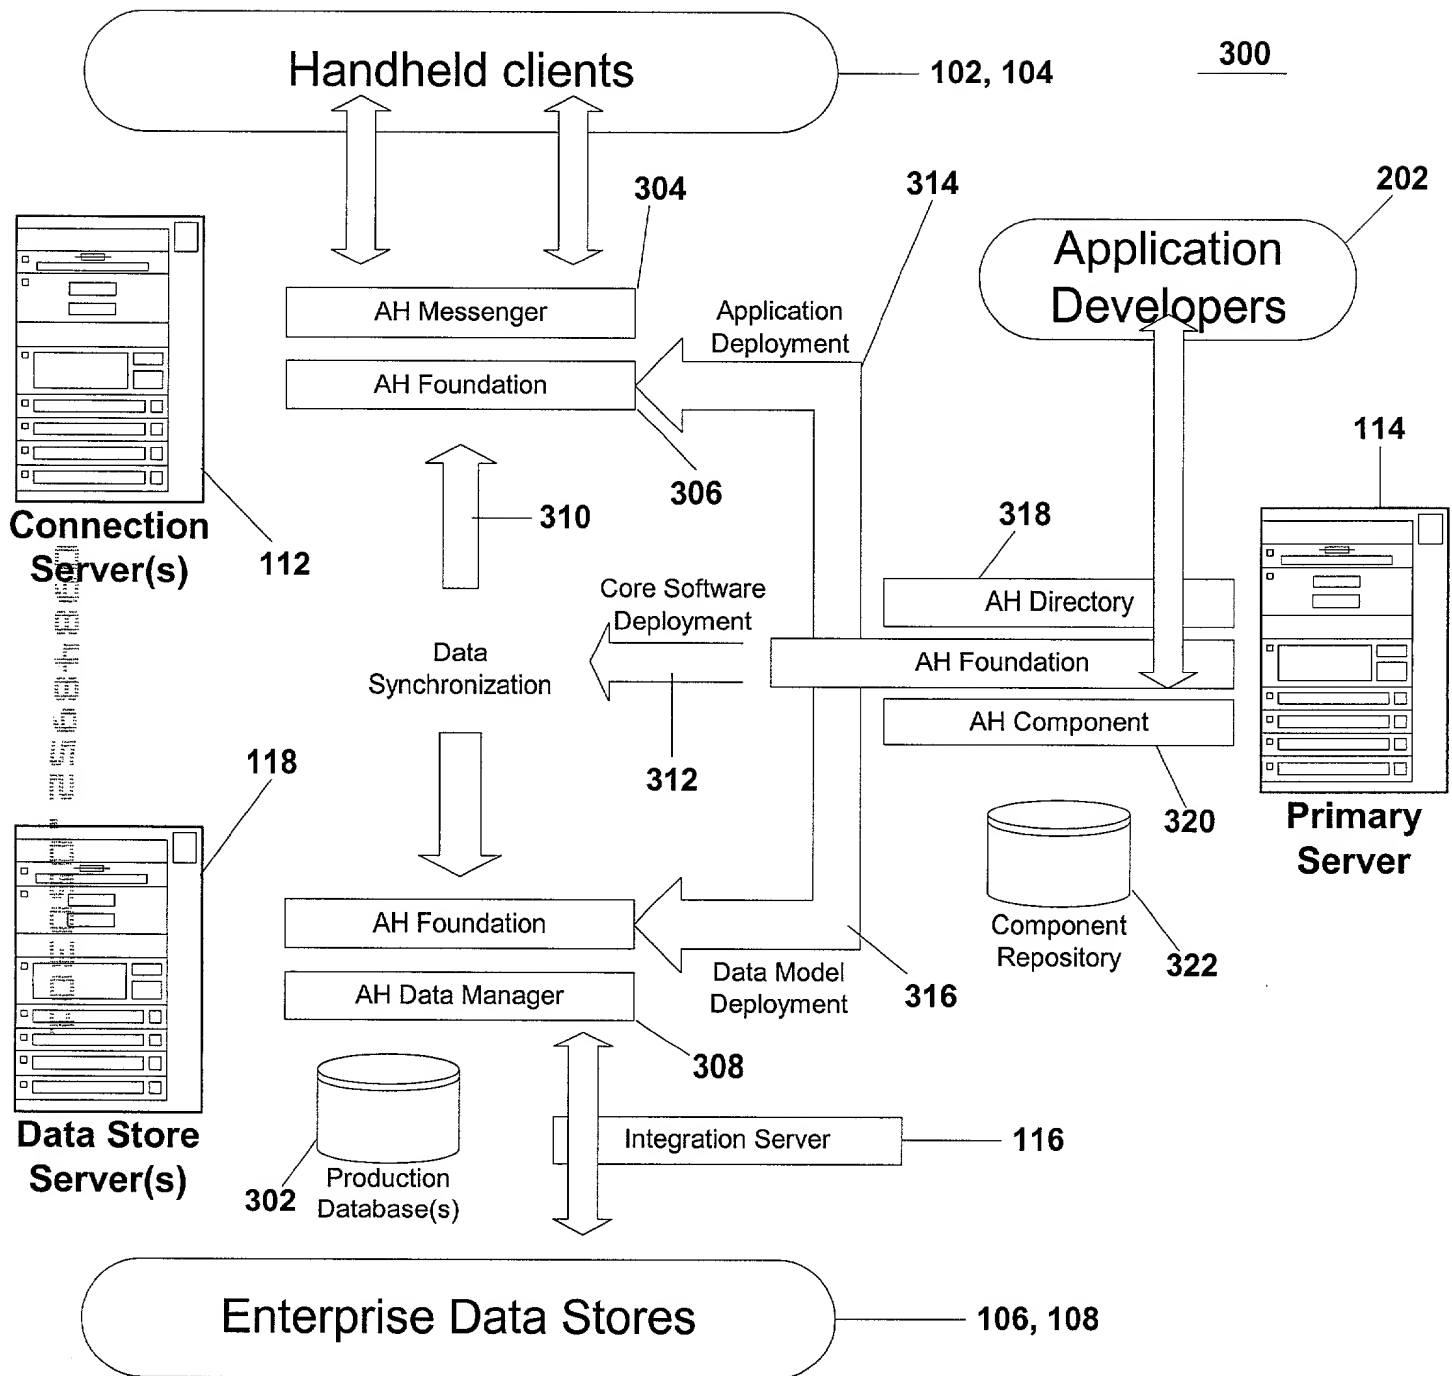 Handheld clients
102, 104
300
304
314
202
Application
Developers
AH Messenger
Application
Deployment
AH Foundation
114
306
310
318
Connection
Server(s)
112
Core Software
Deployment
AH Directory
Data
Synchronization
AH Foundation
AH Component
118
312
320
Primary
Server
AH Foundation
Component
Repository
322
AH Data Manager
Data Model
Deployment
316
308
Data Store
Server(s)
Integration Server
116
302
Production
Database(s)
Enterprise Data Stores
106, 108